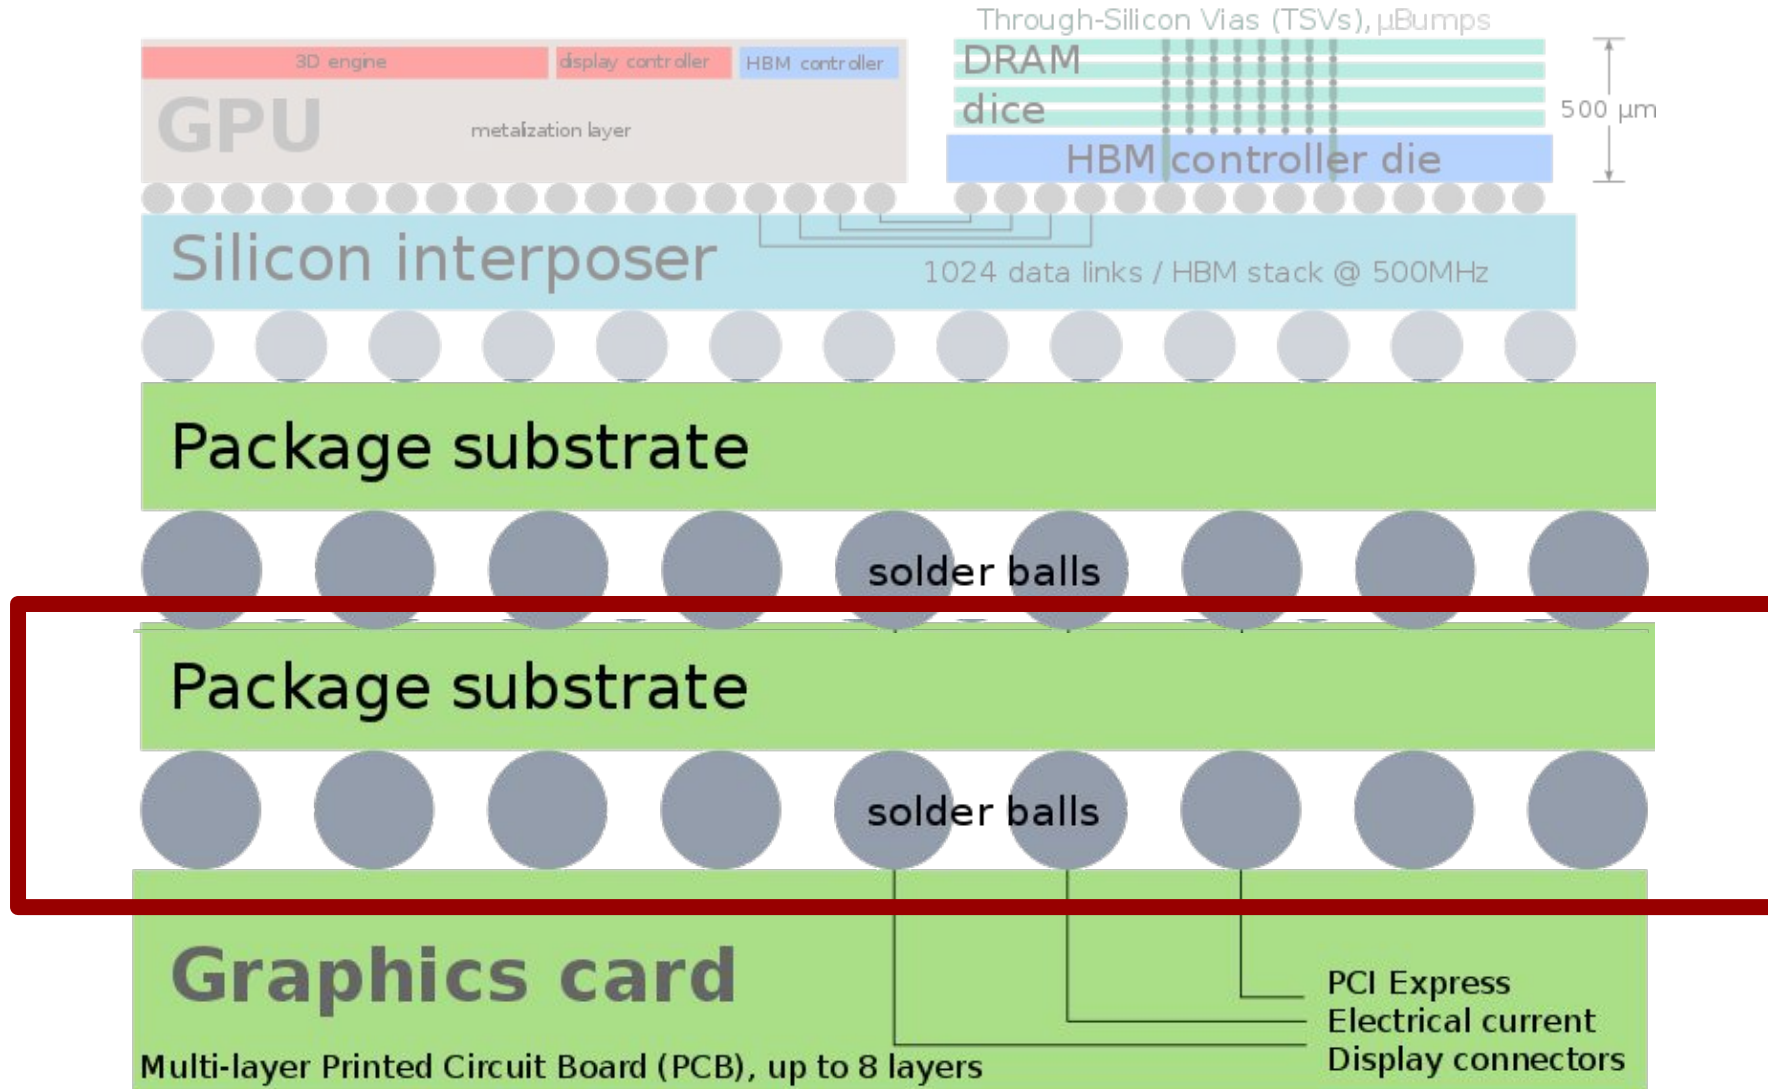 Through-Silicon Vias (TSVs), µBumps
3D engine
display controller
HBM controller
GPU
metalization layer
DRAM
dice
500 µm
HBM controller die
Silicon interposer
1024 data links / HBM stack @ 500MHz
Package substrate
solder balls
Package substrate
solder balls
Graphics card
PCI Express
Electrical current
Display connectors
Multi-layer Printed Circuit Board (PCB), up to 8 layers